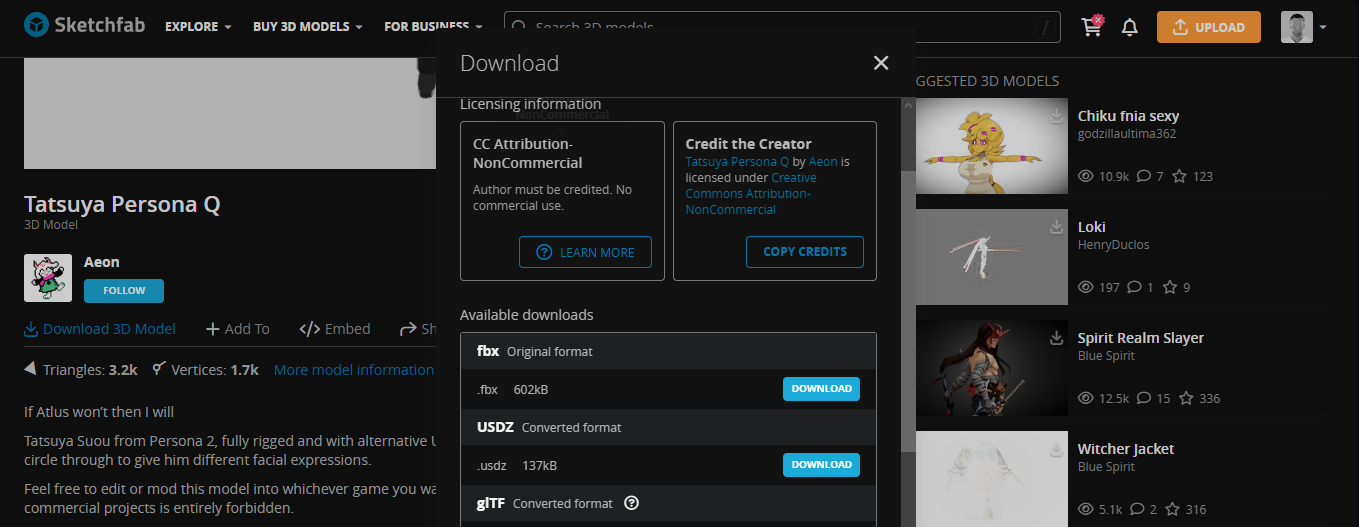 Sketchfab
EXPLORE
BUY 3D MODELS
FOR BUSINESS
Search 3D models
/
%
UPLOAD
Download
Licensing information
NonCommercial
CC Attribution-
NonCommercial
Author must be credited. No
commercial use.
LEARN MORE
Credit the Creator
Tatsuya Persona Q by Aeon is
licensed under Creative
Commons Attribution-
NonCommercial
COPY CREDITS
Available downloads
fbx Original format
.fbx 602kB DOWNLOAD
USDZ Converted format
.usdz 137kB DOWNLOAD
glTF Converted format ?
Tatsuya Persona Q
3D Model
Aeon
FOLLOW
Download 3D Model
Add To
Embed
Sh
Triangles: 3.2k
Vertices: 1.7k
More model information
If Atlus won't then I will
Tatsuya Suou from Persona 2, fully rigged and with alternative U
circle through to give him different facial expressions.
Feel free to edit or mod this model into whichever game you wa
commercial projects is entirely forbidden.
GGESTED 3D MODELS
Chiku fnia sexy
godzillaultima362
10.9k 7 123
Loki
HenryDuclos
197 1 9
Spirit Realm Slayer
Blue Spirit
12.5k 15 336
Witcher Jacket
Blue Spirit
5.1k 2 316